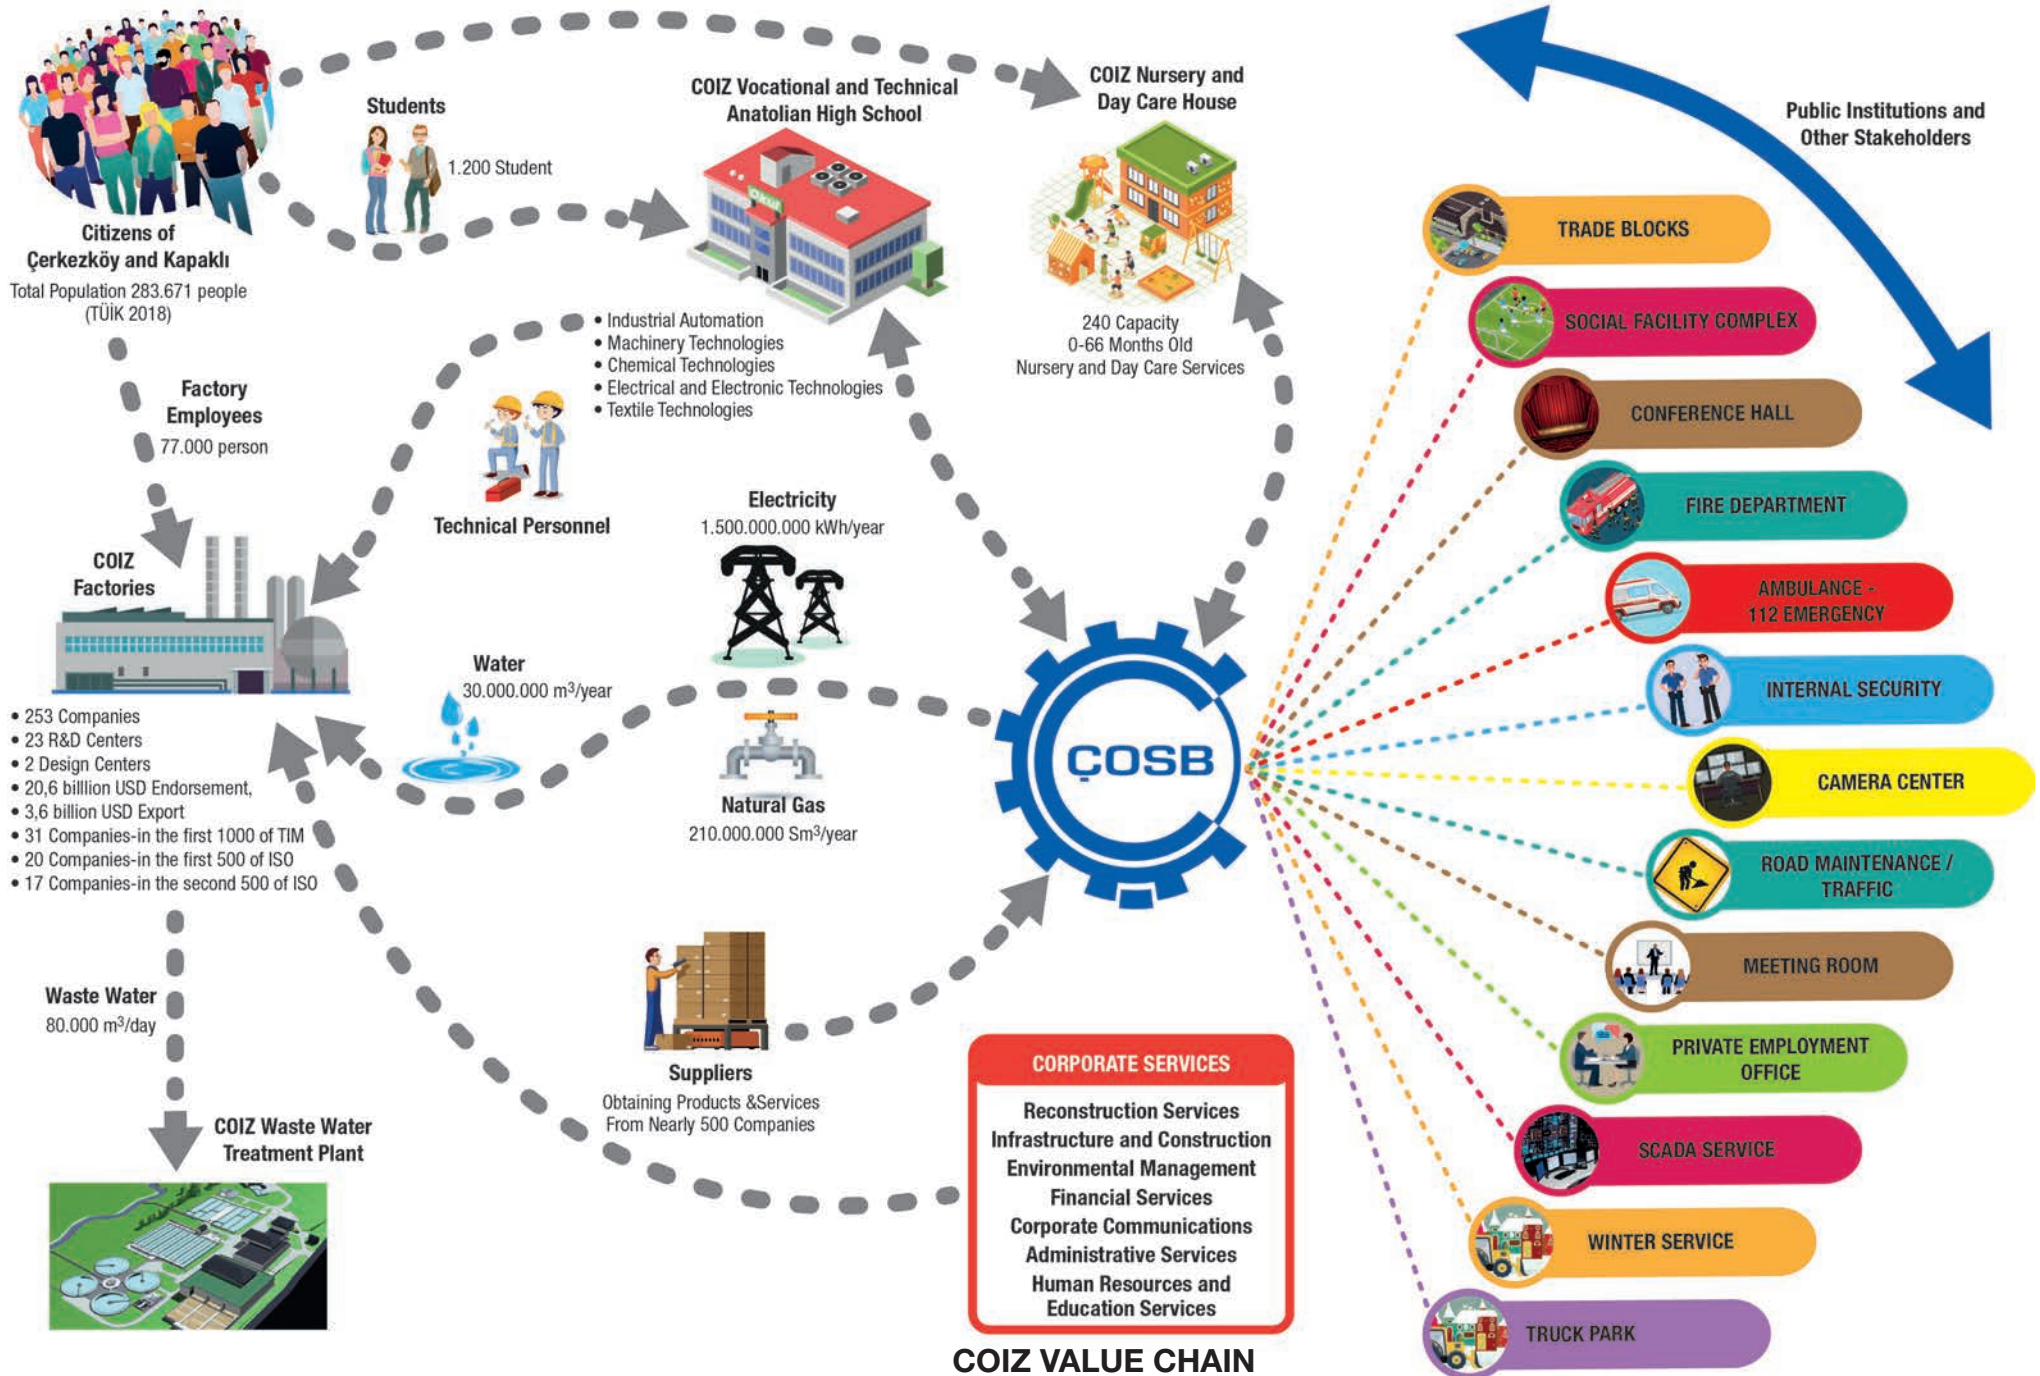 Citizens of
Çerkezköy and Kapaklı
Total Population 283.671 people
(TÜİK 2018)
Students
1.200 Student
COIZ Vocational and Technical
Anatolian High School
okul
• Industrial Automation
• Machinery Technologies
• Chemical Technologies
• Electrical and Electronic Technologies
• Textile Technologies
COIZ Nursery and
Day Care House
240 Capacity
0-66 Months Old
Nursery and Day Care Services
Public Institutions and
Other Stakeholders
Factory
Employees
77.000 person
Technical Personnel
COIZ
Factories
• 253 Companies
• 23 R&D Centers
• 2 Design Centers
• 20,6 billlion USD Endorsement,
• 3,6 billlion USD Export
• 31 Companies-in the first 1000 of TIM
• 20 Companies-in the first 500 of ISO
• 17 Companies-in the second 500 of ISO
Electricity
1.500.000.000 kWh/year
Water
30.000.000 m³/year
Natural Gas
210.000.000 Sm³/year
ÇOSB
Waste Water
80.000 m³/day
COIZ Waste Water
Treatment Plant
Suppliers
Obtaining Products &Services
From Nearly 500 Companies
CORPORATE SERVICES
Reconstruction Services
Infrastructure and Construction
Environmental Management
Financial Services
Corporate Communications
Administrative Services
Human Resources and
Education Services
TRADE BLOCKS
SOCIAL FACILITY COMPLEX
CONFERENCE HALL
FIRE DEPARTMENT
AMBULANCE -
112 EMERGENCY
INTERNAL SECURITY
CAMERA CENTER
ROAD MAINTENANCE /
TRAFFIC
MEETING ROOM
PRIVATE EMPLOYMENT
OFFICE
SCADA SERVICE
WINTER SERVICE
TRUCK PARK
COIZ VALUE CHAIN